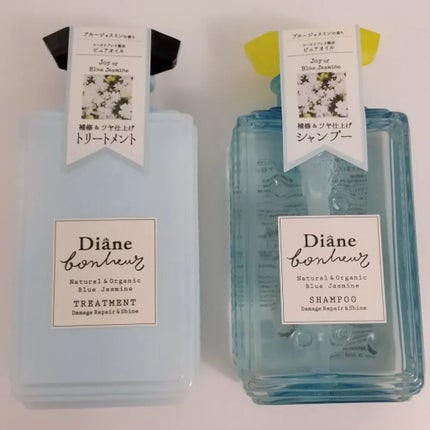 ブルージャスミンの香り
ピュアオイル
Joy of
Blue Jasmine
補修 & ツヤ仕上げ
トリートメント
Diâne
bonheur
Natural & Organic
Blue Jasmine
TREATMENT
Damage Repair & Shine
ブルージャスミンの香り
ピュアオイル
Joy of
Blue Jasmine
補修 & ツヤ仕上げ
シャンプー
Diâne
bonheur
Natural & Organic
Blue Jasmine
SHAMPOO
Damage Repair & Shine